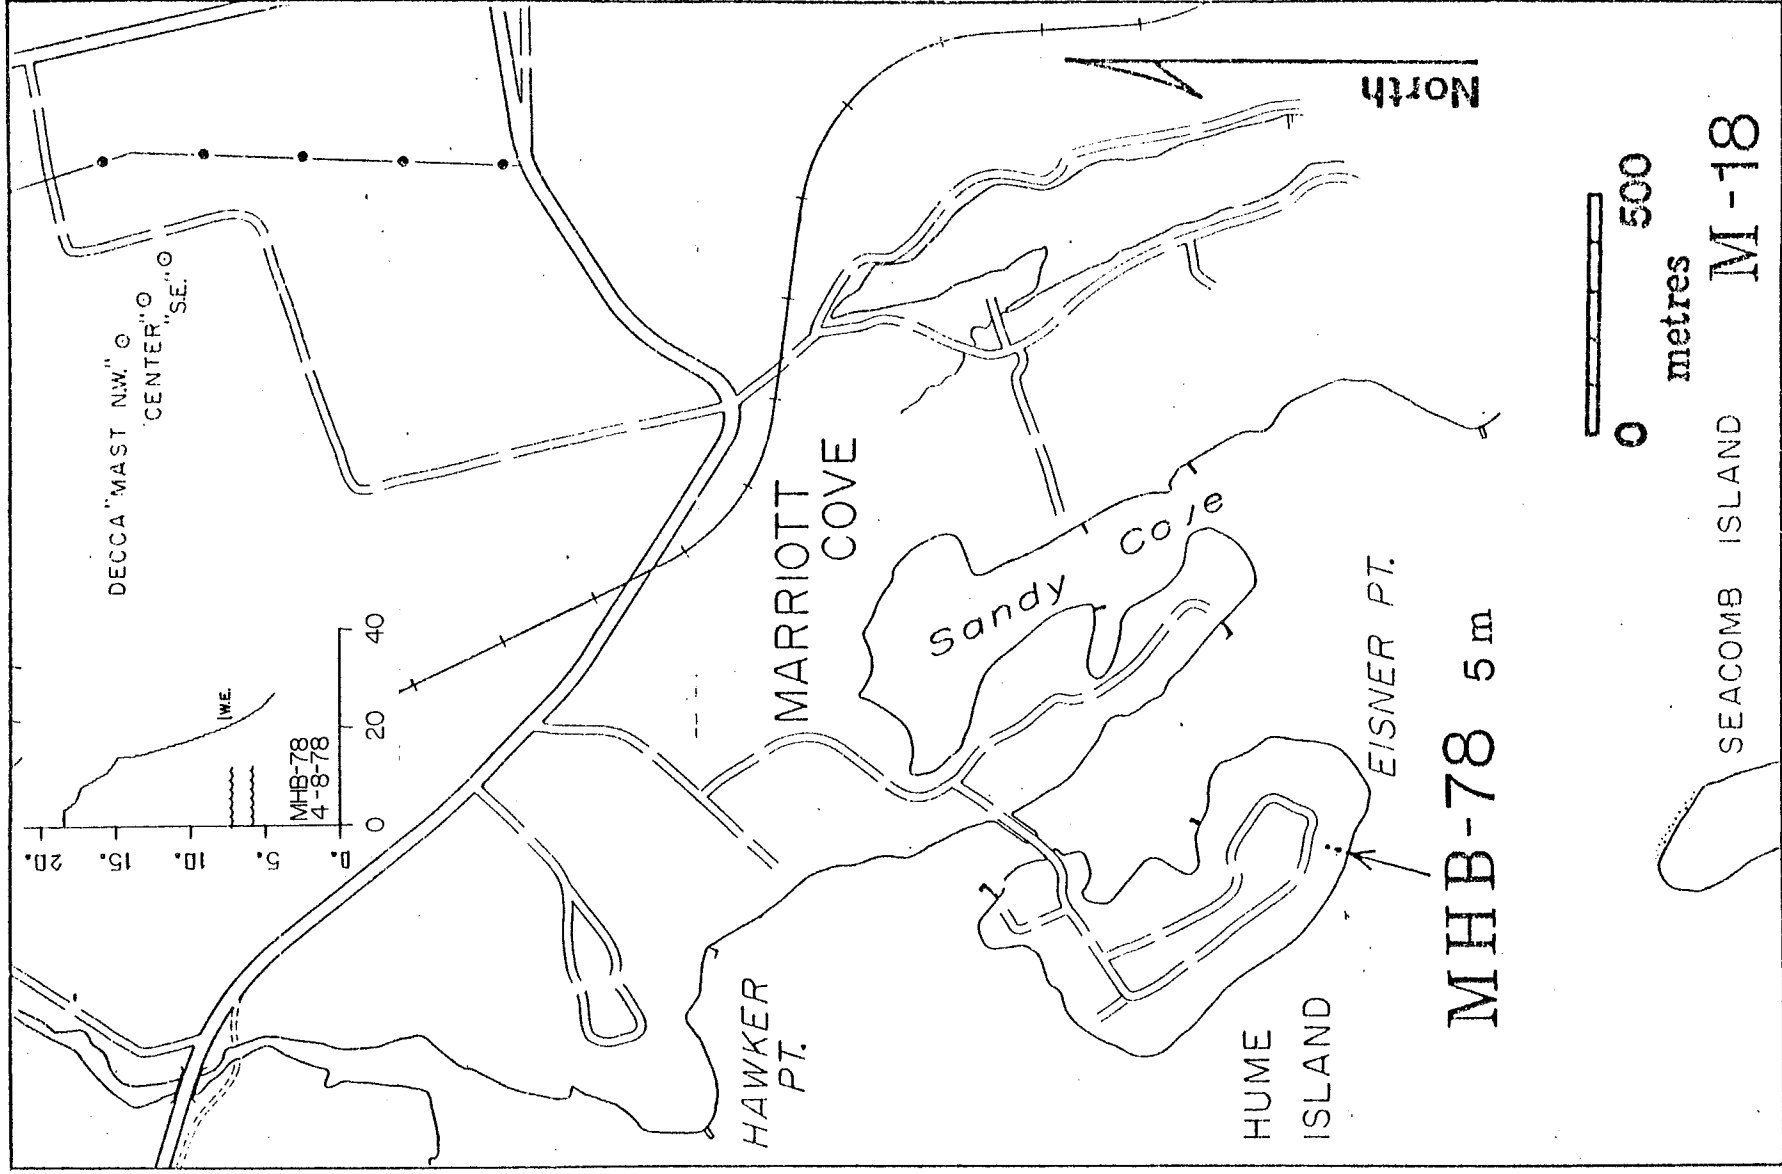 DECCA "MAST N.W."
CENTER"
"S.E."
20.
15.
10.
5.
0.
0
20
40
I.W.E.
MHB-78
4-8-78
North
MARRIOTT
COVE
Sandy Cove
HAWKER
PT.
HUME
ISLAND
EISNER PT.
MHB-78 5m
SEACOMB ISLAND
0
500
metres
M-18